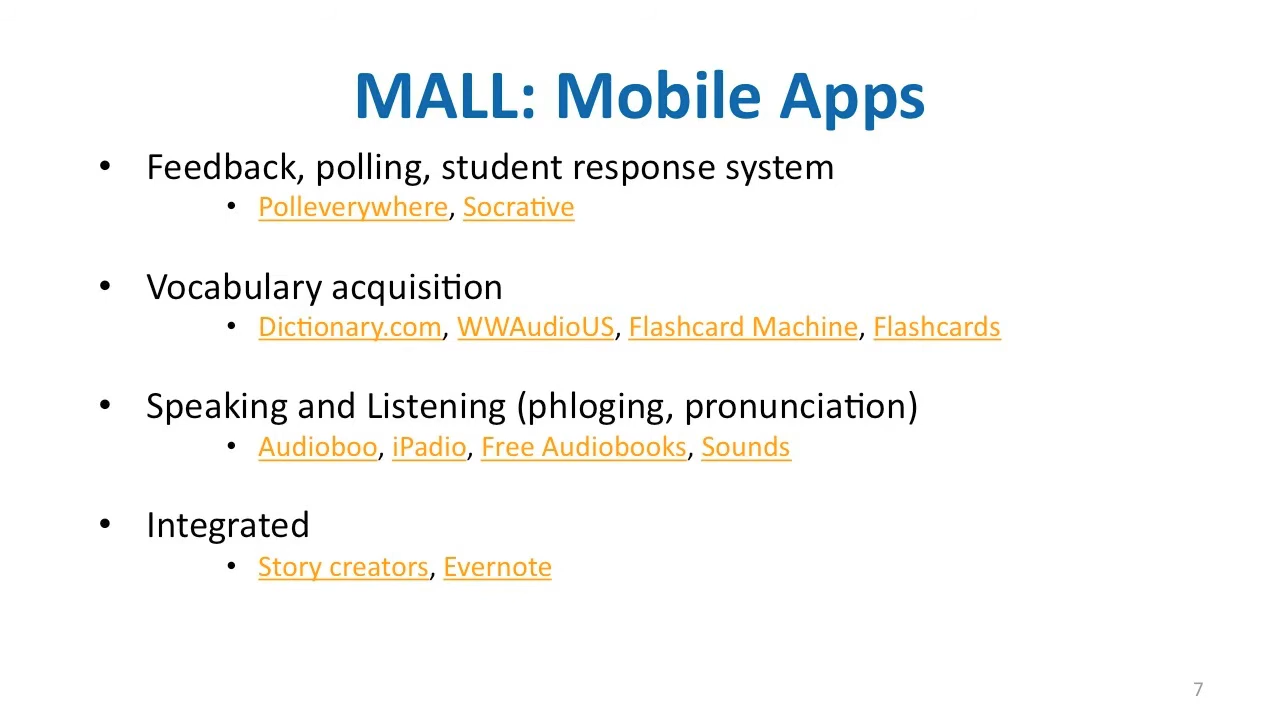 MALL: Mobile Apps
• Feedback, polling, student response system
• Polleverywhere, Socrative
• Vocabulary acquisition
• Dictionary.com, WWAudioUS, Flashcard Machine, Flashcards
• Speaking and Listening (phloging, pronunciation)
• Audioboo, iPadio, Free Audiobooks, Sounds
• Integrated
• Story creators, Evernote
7